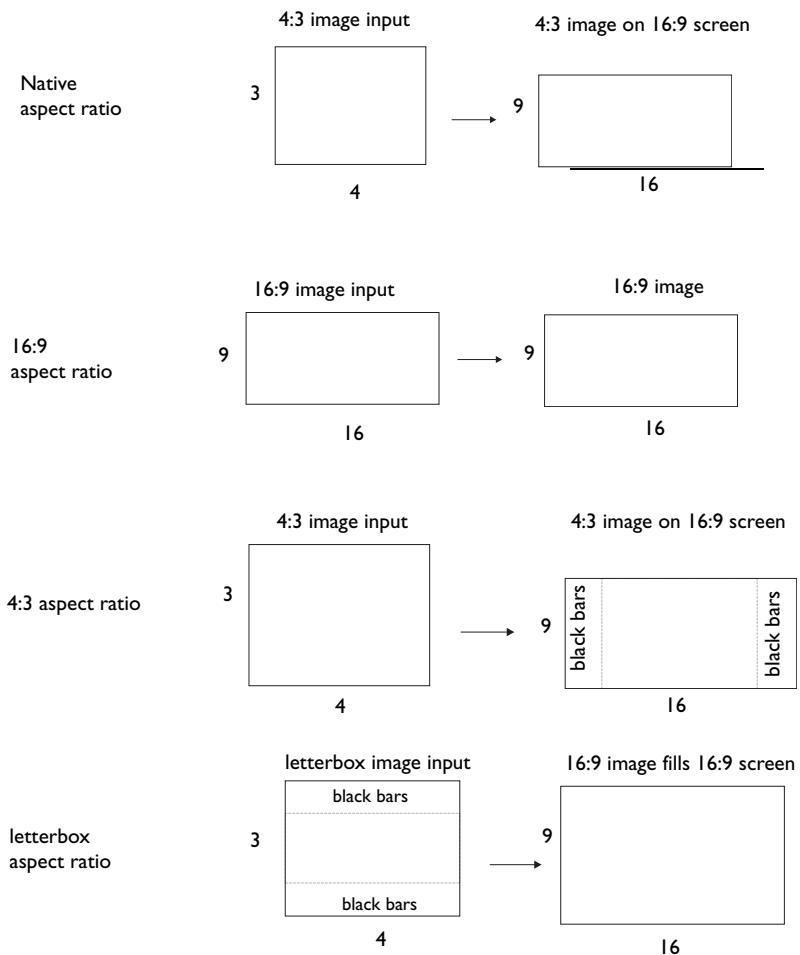 4:3 image input
4:3 image on 16:9 screen
Native
aspect ratio
3
9
4
16
16:9 image input
16:9 image
16:9
aspect ratio
9
9
16
16
4:3 image input
4:3 image on 16:9 screen
4:3 aspect ratio
3
9
black bars
black bars
4
16
letterbox image input
16:9 image fills 16:9 screen
black bars
letterbox
aspect ratio
3
9
black bars
4
16